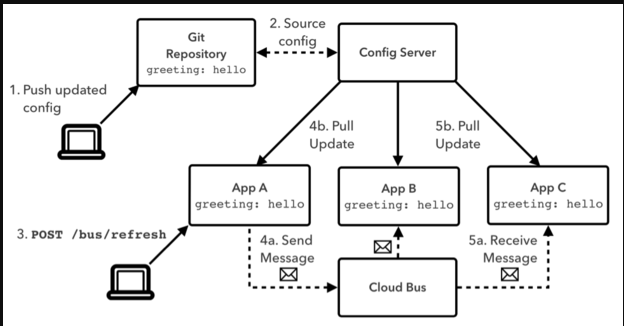 2. Source
config
Git
Repository
greeting: hello
Config Server
1. Push updated
config
4b. Pull
Update
5b. Pull
Update
App A
greeting: hello
App B
greeting: hello
App C
greeting: hello
3. POST /bus/refresh
4a. Send
Message
5a. Receive
Message
Cloud Bus